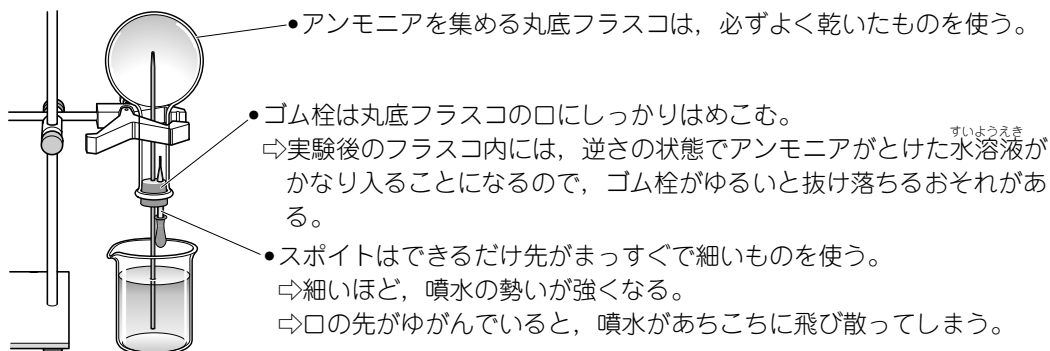 •アンモニアを集める丸底フラスコは，必ずよく乾いたものを使う。
•ゴム栓は丸底フラスコの口にしっかりはめこむ。
⇨実験後のフラスコ内には，逆さの状態でアンモニアがとけた水溶液が
すいようえき
かなり入ることになるので，ゴム栓がゆるいと抜け落ちるおそれがあ
る。
•スポイトはできるだけ先がまっすぐで細いものを使う。
⇨細いほど，噴水の勢いが強くなる。
⇨口の先がゆがんでいると，噴水があちこちに飛び散ってしまう。